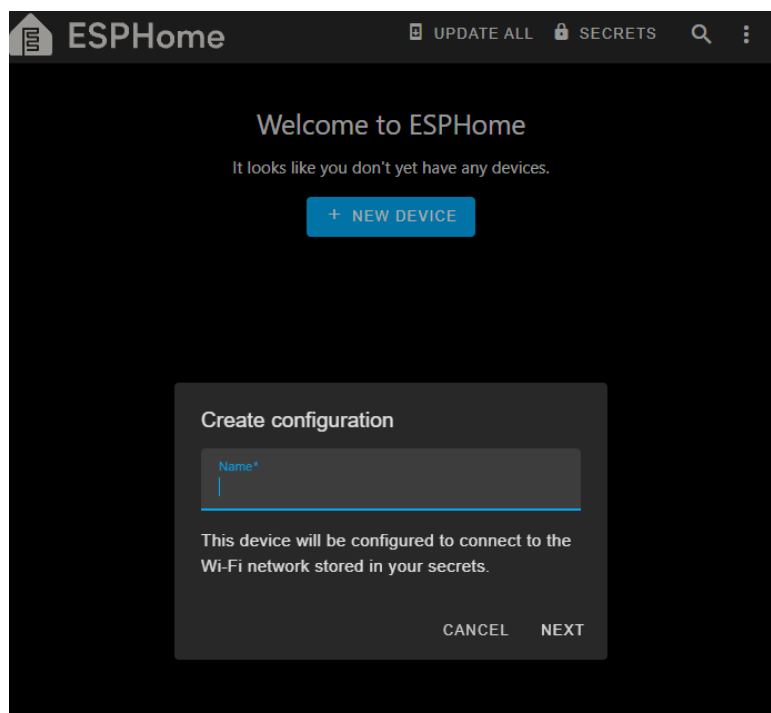 ESPHome
UPDATE ALL
SECRETS
Welcome to ESPHome
It looks like you don't yet have any devices.
+ NEW DEVICE
Create configuration
Name*
This device will be configured to connect to the
Wi-Fi network stored in your secrets.
CANCEL
NEXT